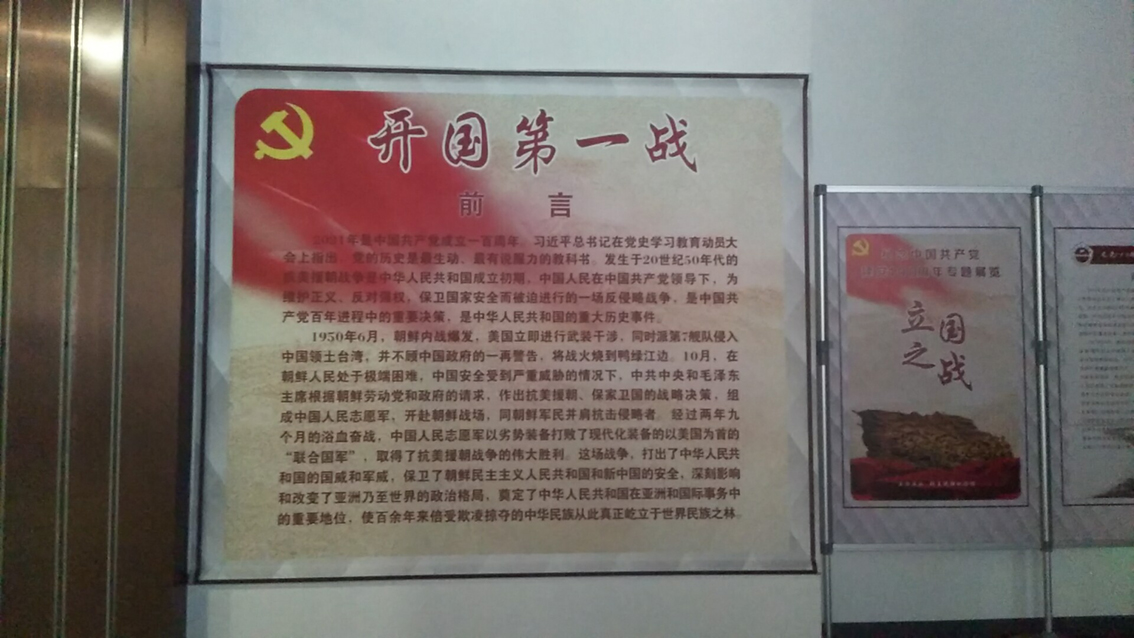 开国第一战
前言
2021年是中国共产党成立一百周年。习近平总书记在党史学习教育动员大
会上指出 党的历史是最生动、最有说服力的教科书。发生于20世纪50年代的
抗美援朝战争是中华人民共和国成立初期，中国人民在中国共产党领导下，为
维护正义、反对强权，保卫国家安全而被迫进行的一场反侵略战争，是中国共
产党百年进程中的重要决策，是中华人民共和国的重大历史事件。
1950年6月，朝鲜内战爆发，美国立即进行武装干涉，同时派第7舰队侵入
中国领土台湾，并不顾中国政府的一再警告，将战火烧到鸭绿江边。10月，在
朝鲜人民处于极端困难，中国安全受到严重威胁的情况下，中共中央和毛泽东
主席根据朝鲜劳动党和政府的请求，作出抗美援朝、保家卫国的战略决策，组
成中国人民志愿军，开赴朝鲜战场，同朝鲜军民并肩抗击侵略者。经过两年九
个月的浴血奋战，中国人民志愿军以劣势装备打败了现代化装备的以美国为首的
“联合国军”，取得了抗美援朝战争的伟大胜利。这场战争，打出了中华人民共
和国的国威和军威，保卫了朝鲜民主主义人民共和国和新中国的安全，深刻影响
和改变了亚洲乃至世界的政治格局，奠定了中华人民共和国在亚洲和国际事务中
的重要地位，使百余年来倍受欺凌掠夺的中华民族从此真正屹立于世界民族之林
中国共产党
年专题展览
立国
之战